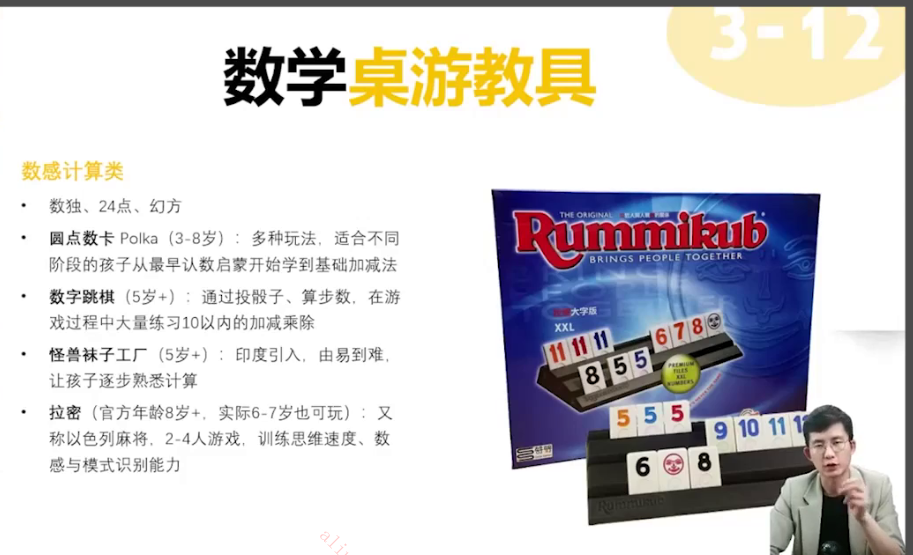 3-12
数学桌游教具
数感计算类
• 数独、24点、幻方
• 圆点数卡 Polka（3-8岁）：多种玩法，适合不同
阶段的孩子从最早认数启蒙开始学到基础加减法
• 数字跳棋（5岁+）：通过投骰子、算步数，在游
戏过程中大量练习10以内的加减乘除
• 怪兽袜子工厂（5岁+）：印度引入，由易到难，
让孩子逐步熟悉计算
• 拉密（官方年龄8岁+，实际6-7岁也可玩）：又
称以色列麻将，2-4人游戏，训练思维速度、数
感与模式识别能力
THE ORIGINAL
Rummikub
BRINGS PEOPLE TOGETHER
大字版
XXL
11 11 11
6 7 8
8 5 5
PREMIUM
TILES
XXL
NUMBERS
5 5 5
9 10 11 12
6 8
Rummikub